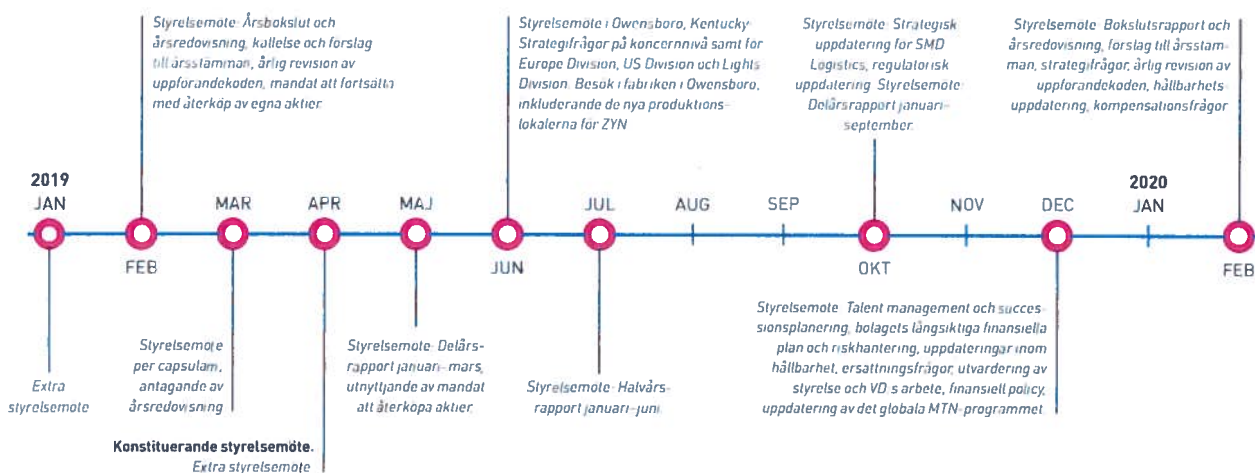 Styrelsemöte: Årsbokslut och
årsredovisning, kallelse och förslag
till årsstämman, årlig revision av
uppförandekoden, mandat att fortsätta
med återköp av egna aktier.
Styrelsemöte i Owensboro, Kentucky
Strategifrågor på koncernnivå samt för
Europe Division, US Division och Lights
Division. Besök i fabriken i Owensboro,
inkluderande de nya produktions-
lokalerna för ZYN
Styrelsemöte: Strategisk
uppdatering för SMD
Logistics, regulatorisk
uppdatering Styrelsemöte:
Delårsrapport januari-
september.
Styrelsemöte: Bokslutsrapport och
årsredovisning, förslag till årsstäm-
man, strategifrågor, årlig revision av
uppförandekoden, hållbarhets-
uppdatering, kompensationsfrågor
2019
JAN
FEB
MAR
APR
MAJ
JUN
JUL
AUG
SEP
OKT
NOV
DEC
2020
JAN
FEB
Extra
styrelsemöte
Styrelsemöte
per capsulam,
antagande av
årsredovisning
Konstituerande styrelsemöte.
Extra styrelsemöte
Styrelsemöte: Delårs-
rapport januari-mars,
utnyttjande av mandat
att återköpa aktier.
Styrelsemöte: Halvårs-
rapport januari-juni.
Styrelsemöte: Talent management och succes-
sionsplanering, bolagets långsiktiga finansiella
plan och riskhantering, uppdateringar inom
hållbarhet, ersättningsfrågor, utvärdering av
styrelse och VD:s arbete, finansiell policy,
uppdatering av det globala MTN-programmet.